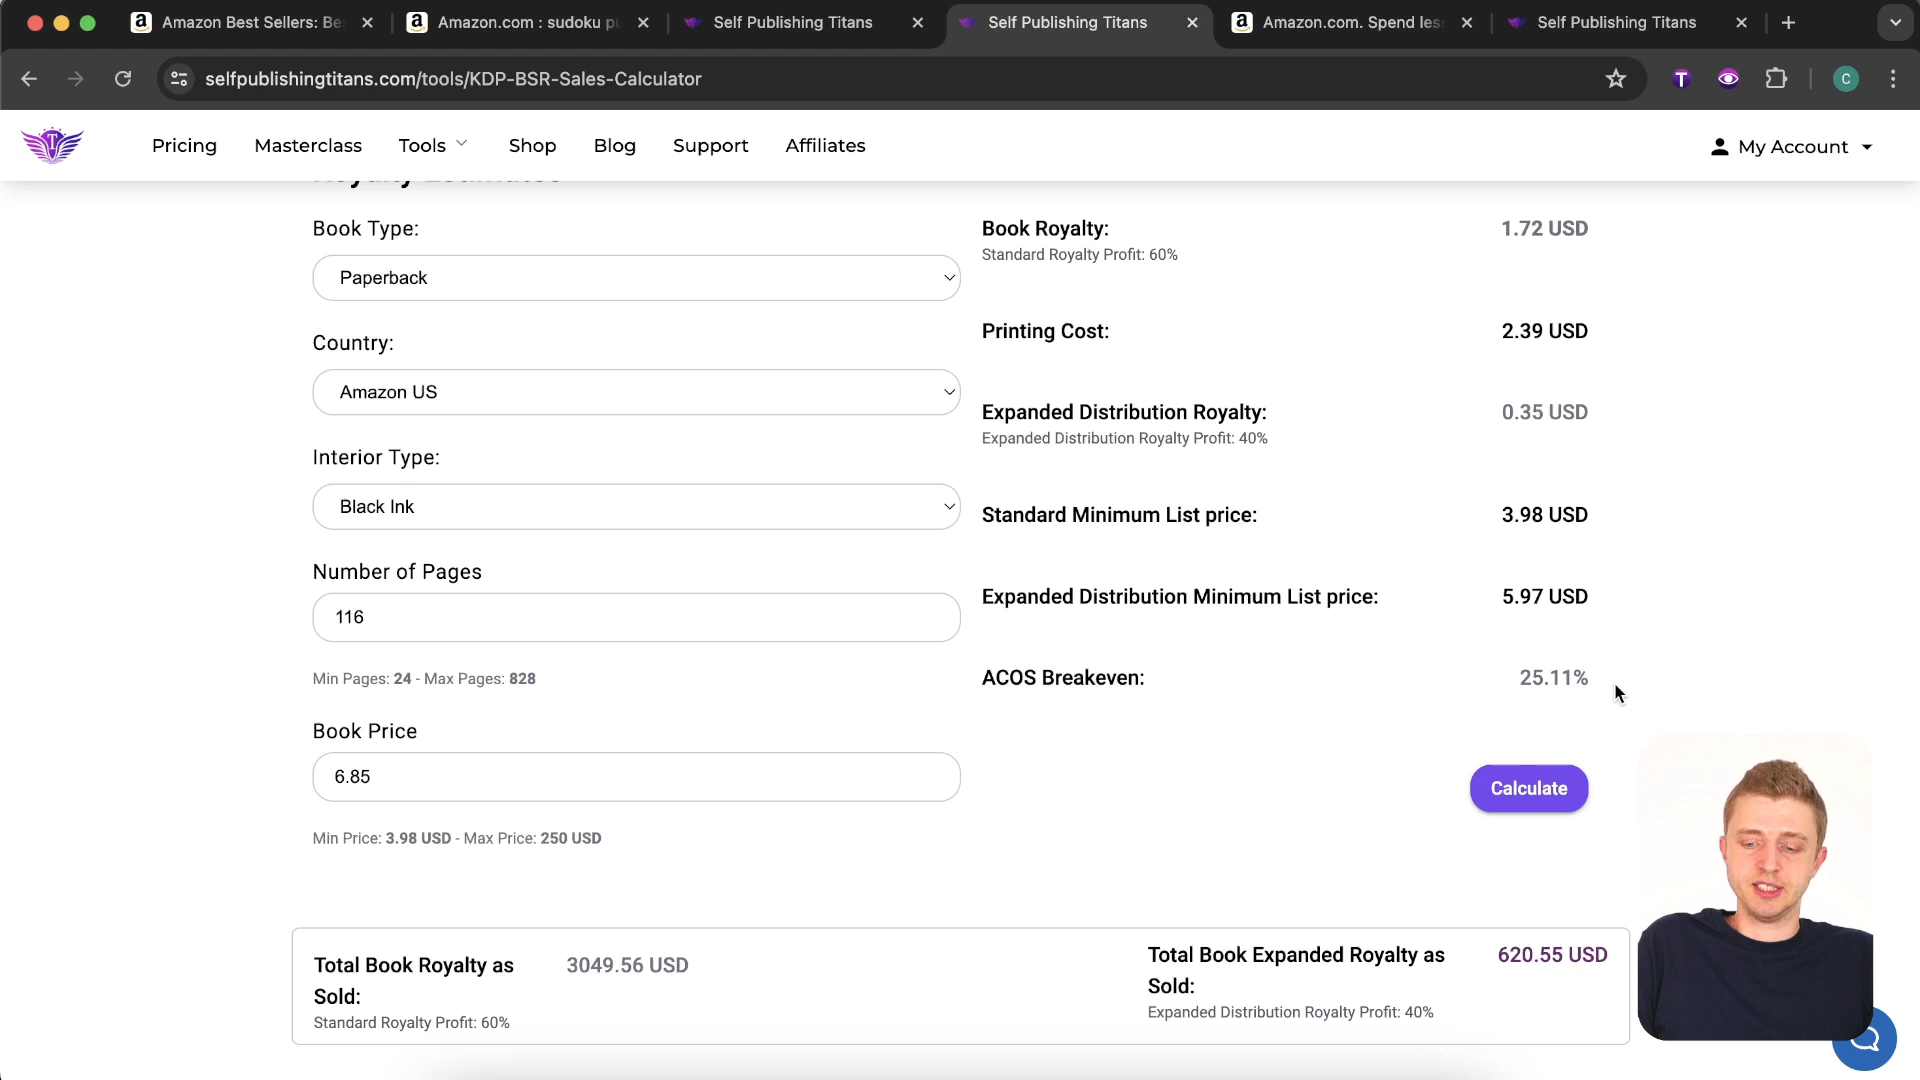 Amazon Best Sellers: Be
Amazon.com : sudoku pu
Self Publishing Titans
Self Publishing Titans
Amazon.com. Spend less
Self Publishing Titans
selfpublishingtitans.com/tools/KDP-BSR-Sales-Calculator
T
C
T
Pricing
Masterclass
Tools
Shop
Blog
Support
Affiliates
My Account
Royalty Estimates
Book Type:
Paperback
Country:
Amazon US
Interior Type:
Black Ink
Number of Pages
116
Min Pages: 24 - Max Pages: 828
Book Price
6.85
Min Price: 3.98 USD - Max Price: 250 USD
Book Royalty: 1.72 USD
Standard Royalty Profit: 60%
Printing Cost: 2.39 USD
Expanded Distribution Royalty: 0.35 USD
Expanded Distribution Royalty Profit: 40%
Standard Minimum List price: 3.98 USD
Expanded Distribution Minimum List price: 5.97 USD
ACOS Breakeven: 25.11%
Calculate
Total Book Royalty as 3049.56 USD
Sold:
Standard Royalty Profit: 60%
Total Book Expanded Royalty as 620.55 USD
Sold:
Expanded Distribution Royalty Profit: 40%